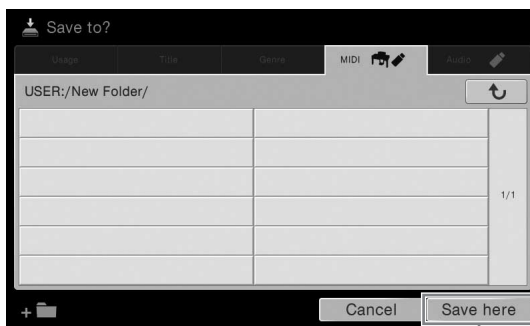 Save to?
Usage Title Genre MIDI Audio
USER:/New Folder/
1/1
Cancel Save here